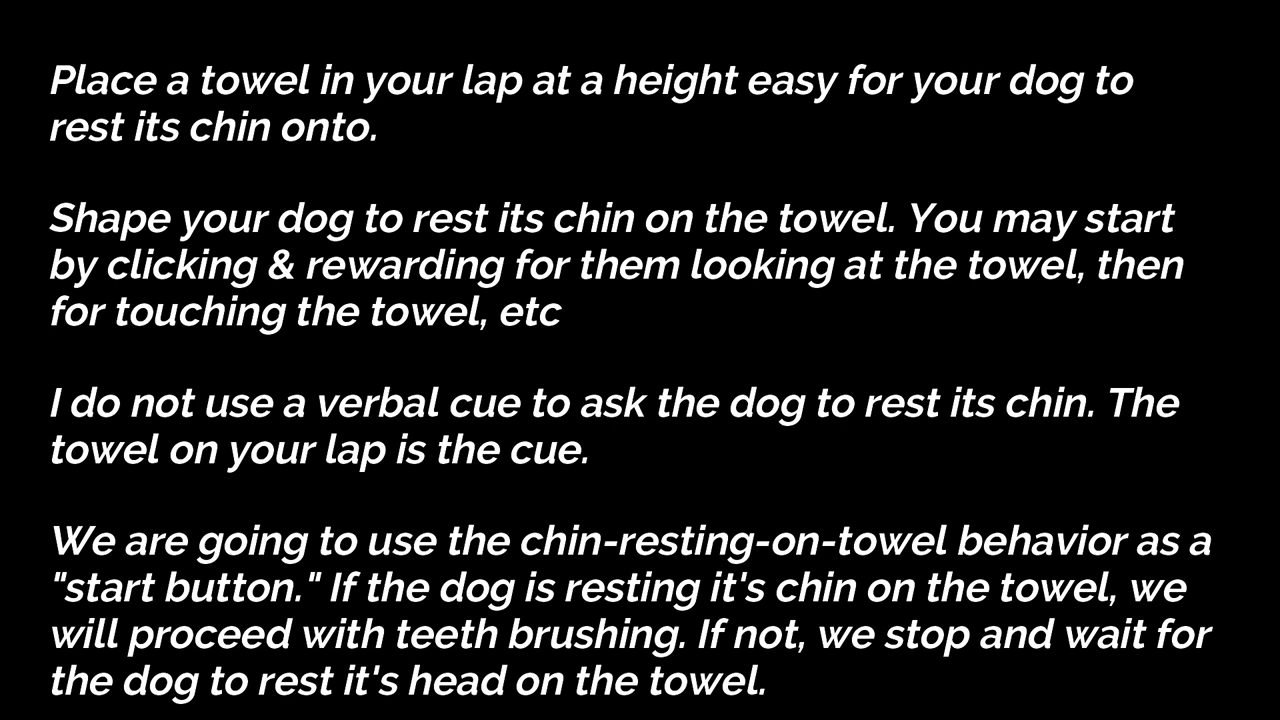 Place a towel in your lap at a height easy for your dog to
rest its chin onto.
Shape your dog to rest its chin on the towel. You may start
by clicking & rewarding for them looking at the towel, then
for touching the towel, etc
I do not use a verbal cue to ask the dog to rest its chin. The
towel on your lap is the cue.
We are going to use the chin-resting-on-towel behavior as a
"start button." If the dog is resting it's chin on the towel, we
will proceed with teeth brushing. If not, we stop and wait for
the dog to rest it's head on the towel.